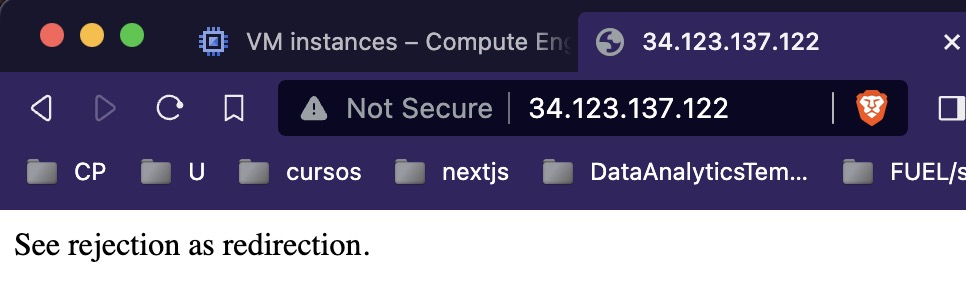 VM instances – Compute Eng
34.123.137.122
Not Secure 34.123.137.122
CP U cursos nextjs DataAnalyticsTem... FUEL/s
See rejection as redirection.